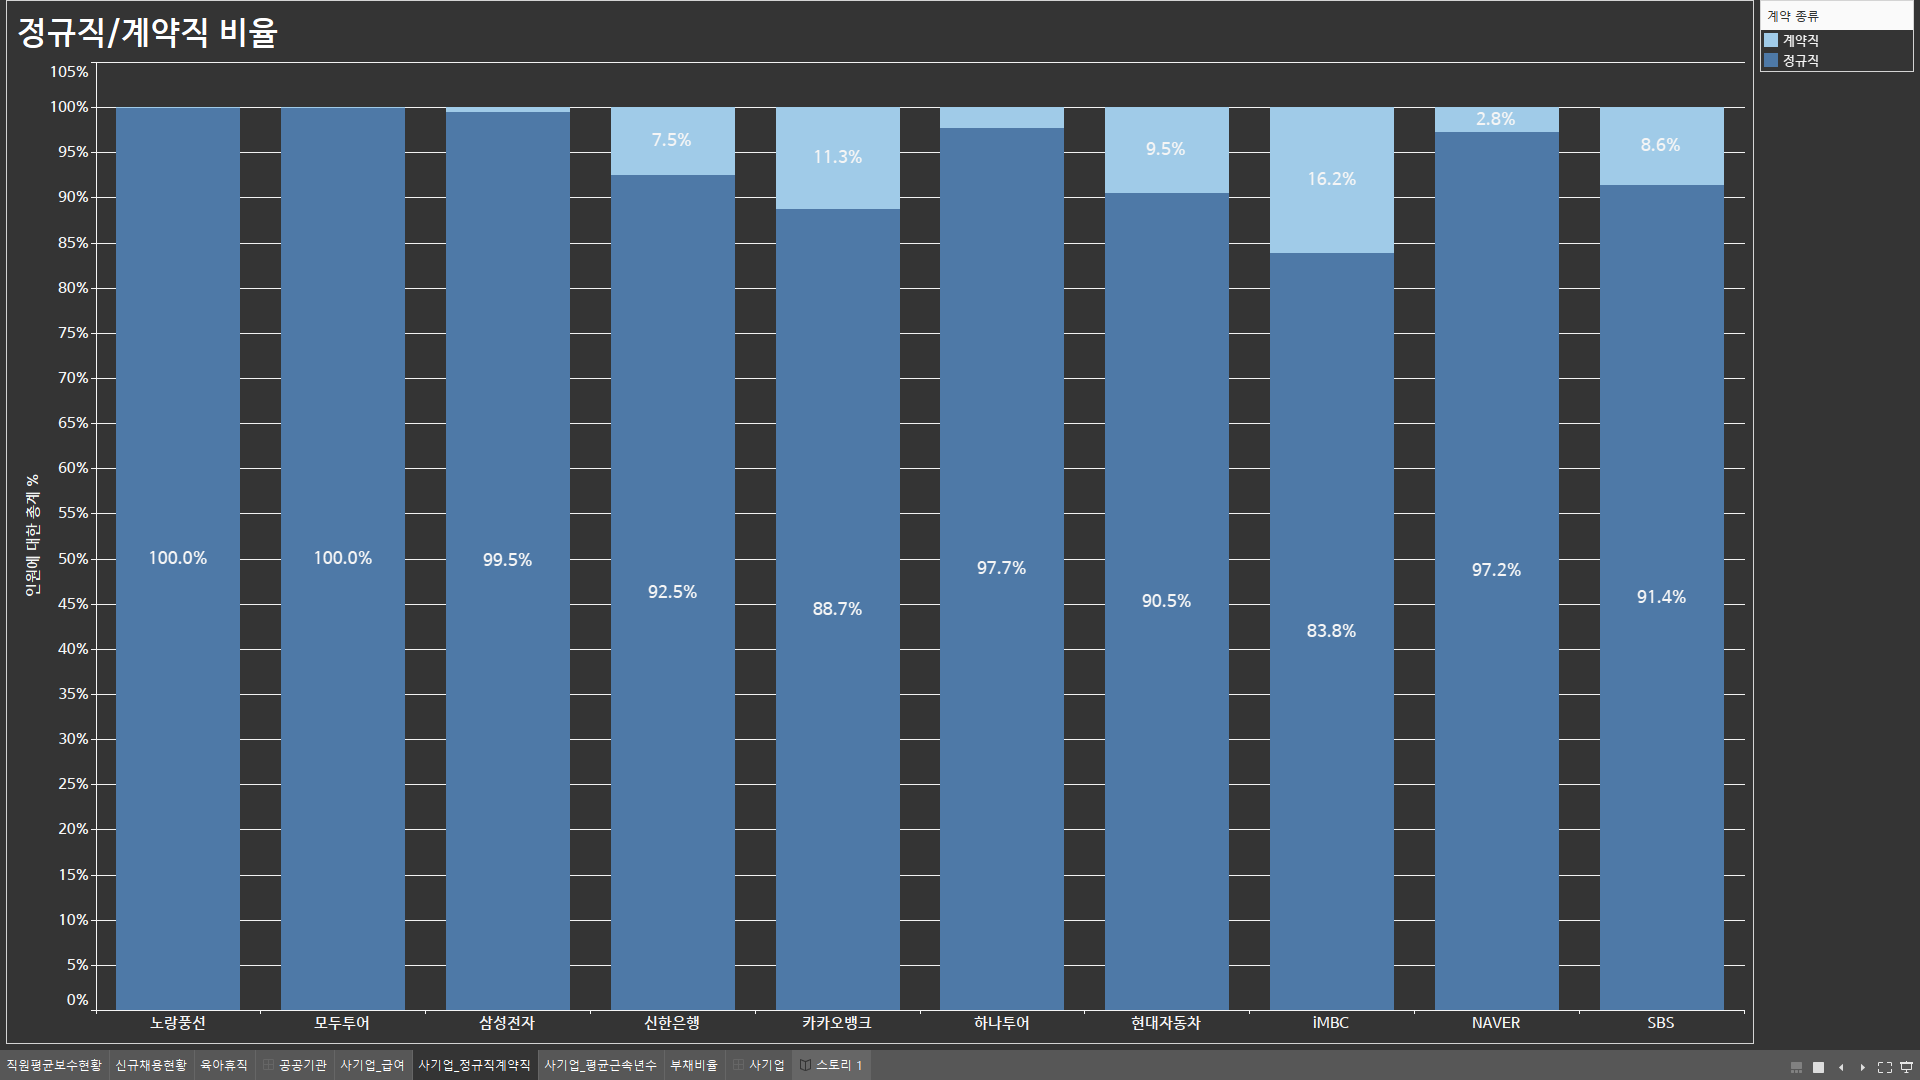 정규직/계약직 비율
계약 종류
계약직
정규직
인원에 대한 총계 %
105%
100%
95%
90%
85%
80%
75%
70%
65%
60%
55%
50%
45%
40%
35%
30%
25%
20%
15%
10%
5%
0%
7.5%
11.3%
9.5%
16.2%
2.8%
8.6%
100.0%
100.0%
99.5%
92.5%
88.7%
97.7%
90.5%
83.8%
97.2%
91.4%
노랑풍선
모두투어
삼성전자
신한은행
카카오뱅크
하나투어
현대자동차
iMBC
NAVER
SBS
직원평균보수현황 신규채용현황 육아휴직 공공기관 사기업_급여 사기업_정규직계약직 사기업_평균근속년수 부채비율 사기업 스토리 1